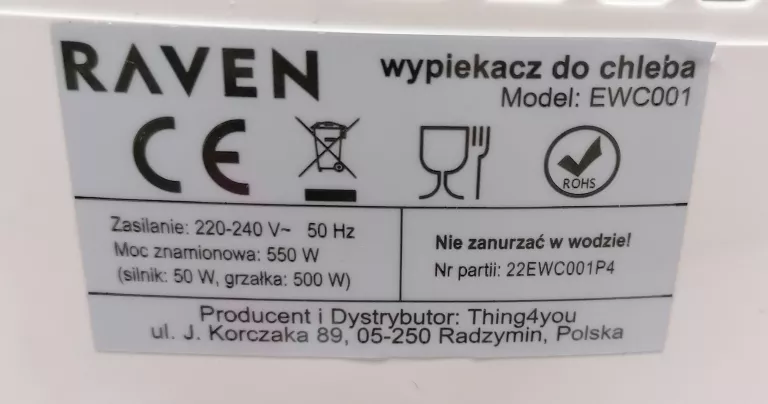 RAVEN
wypiekacz do chleba
Model: EWC001
CE
ROHS
Zasilanie: 220-240 V~ 50 Hz
Moc znamionowa: 550 W
(silnik: 50 W, grzałka: 500 W)
Nie zanurzać w wodzie!
Nr partii: 22EWC001P4
Producent i Dystrybutor: Thing4you
ul. J. Korczaka 89, 05-250 Radzymin, Polska